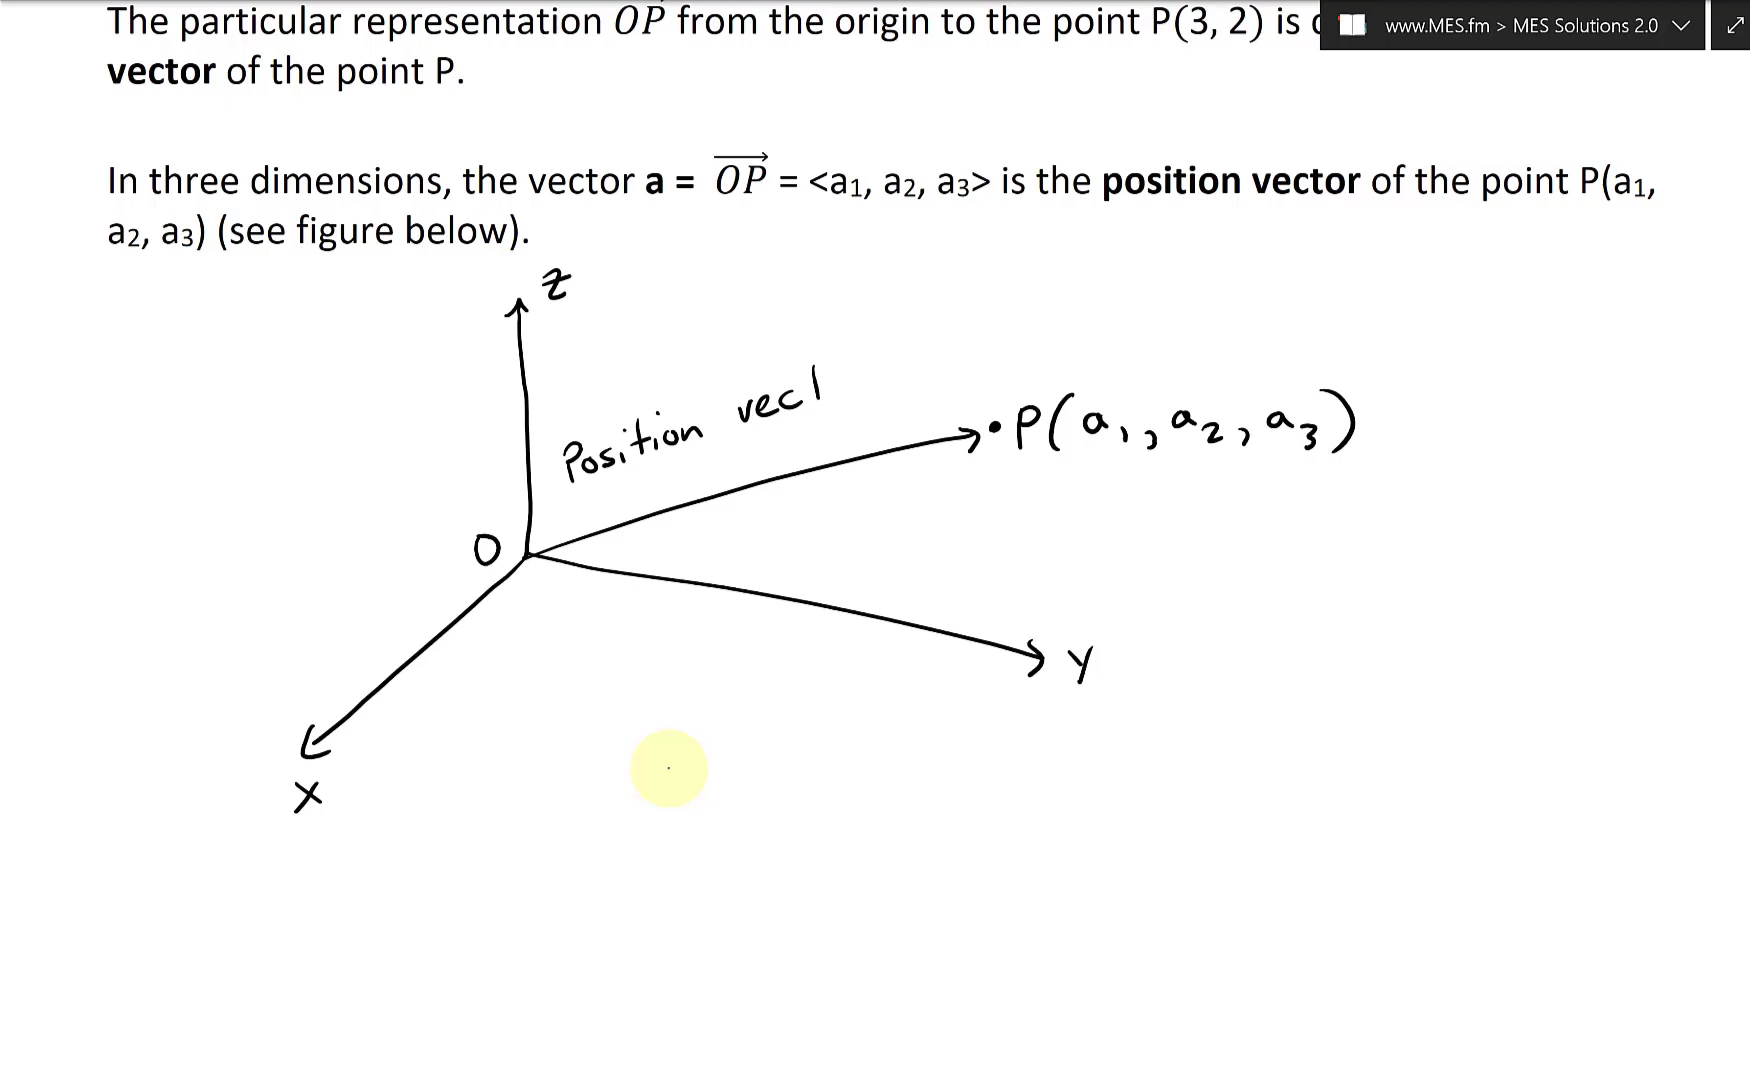 The particular representation OP from the origin to the point P(3, 2) is
www.MES.fm > MES Solutions 2.0
vector of the point P.
In three dimensions, the vector a = OP = <a₁, a₂, a₃> is the position vector of the point P(a₁,
a₂, a₃) (see figure below).
z
Position vecl
P(a₁, a₂, a₃)
O
y
x